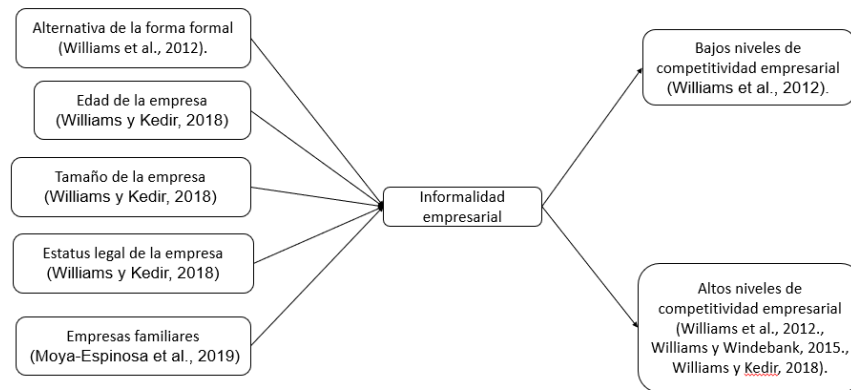 Alternativa de la forma formal
(Williams et al., 2012).
Edad de la empresa
(Williams y Kedir, 2018)
Tamaño de la empresa
(Williams y Kedir, 2018)
Estatus legal de la empresa
(Williams y Kedir, 2018)
Empresas familiares
(Moya-Espinosa et al., 2019)
Informalidad
empresarial
Bajos niveles de
competitividad empresarial
(Williams et al., 2012).
Altos niveles de
competitividad empresarial
(Williams et al., 2012.,
Williams y Windebank, 2015.,
Williams y Kedir, 2018).